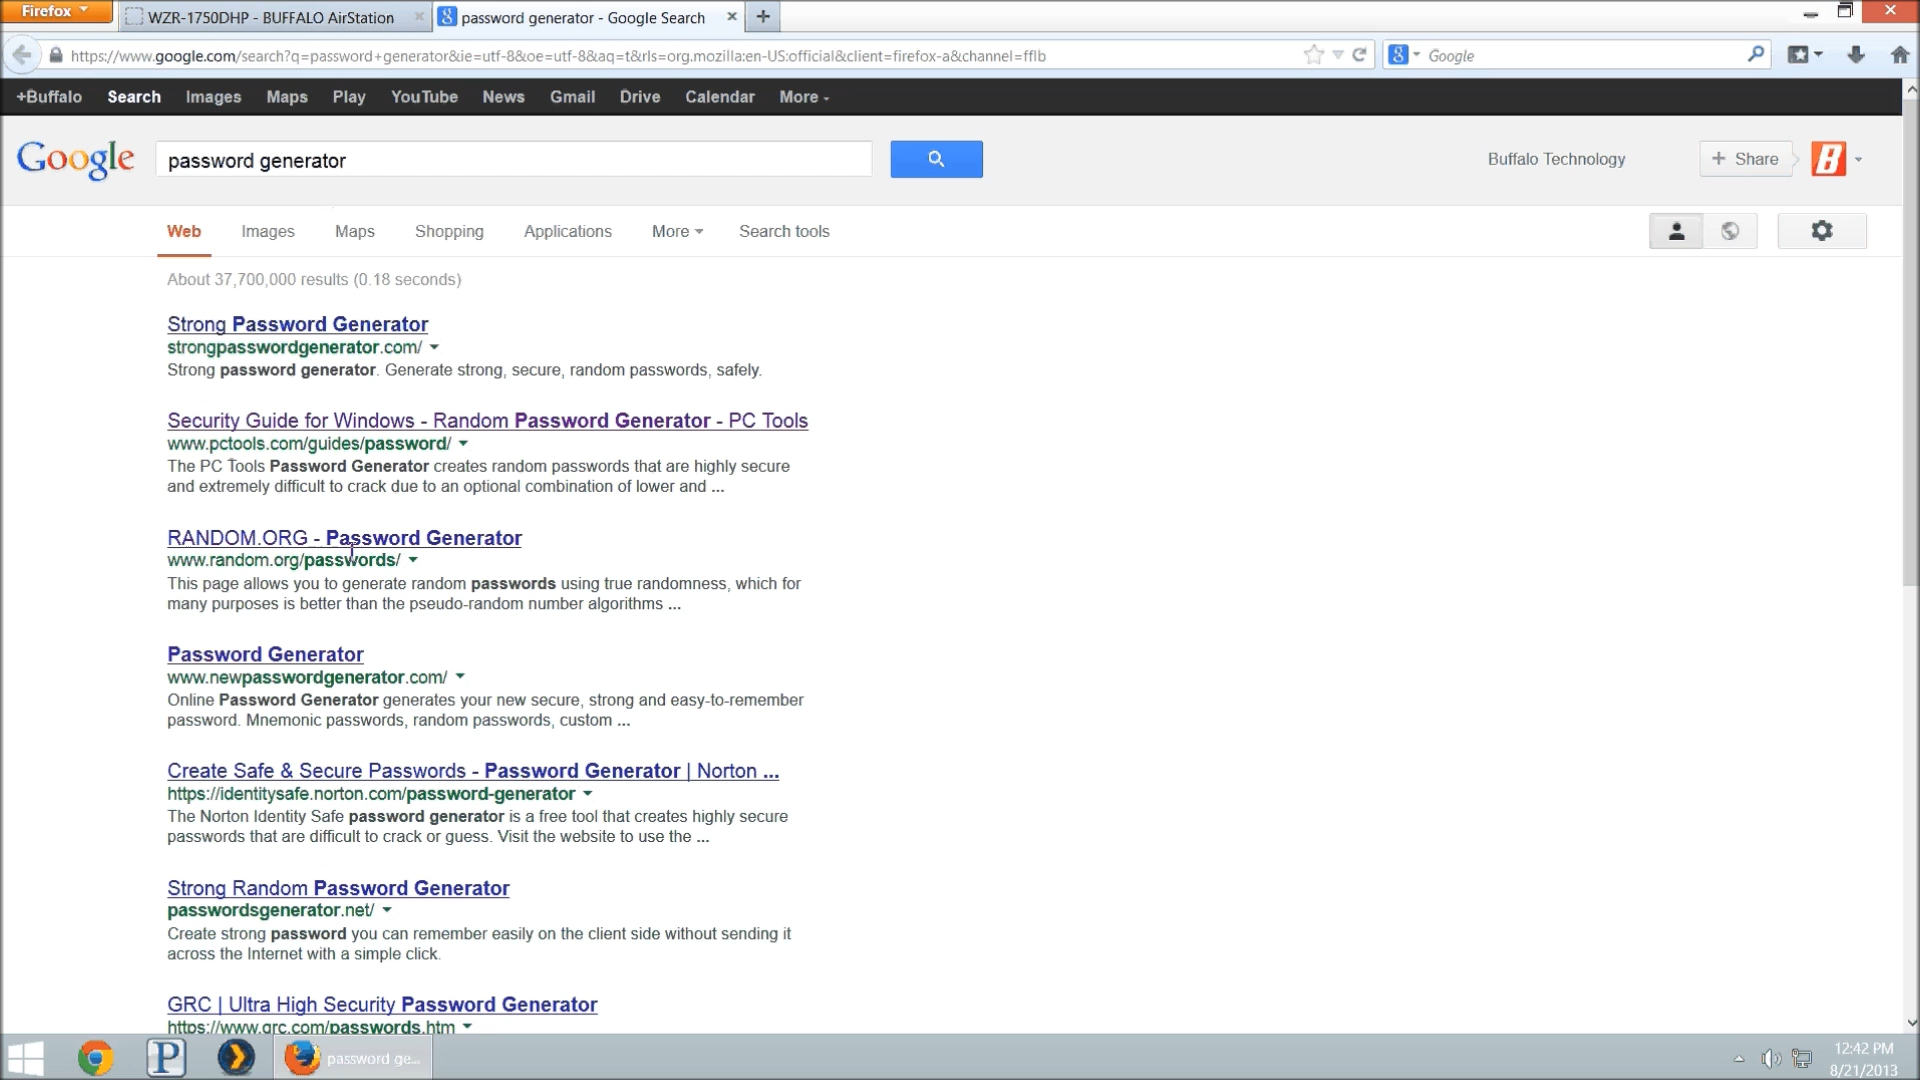 Firefox
WZR-1750DHP - BUFFALO AirStation
password generator - Google Search
https://www.google.com/search?q=password+generator&ie=utf-8&oe=utf-8&aq=t&rls=org.mozilla:en-US:official&client=firefox-a&channel=fflb
Google
+Buffalo Search Images Maps Play YouTube News Gmail Drive Calendar More
Google
password generator
Buffalo Technology
+ Share
B
Web Images Maps Shopping Applications More Search tools
About 37,700,000 results (0.18 seconds)
Strong Password Generator
strongpasswordgenerator.com/
Strong password generator. Generate strong, secure, random passwords, safely.
Security Guide for Windows - Random Password Generator - PC Tools
www.pctools.com/guides/password/
The PC Tools Password Generator creates random passwords that are highly secure
and extremely difficult to crack due to an optional combination of lower and ...
RANDOM.ORG - Password Generator
www.random.org/passwords/
This page allows you to generate random passwords using true randomness, which for
many purposes is better than the pseudo-random number algorithms ...
Password Generator
www.newpasswordgenerator.com/
Online Password Generator generates your new secure, strong and easy-to-remember
password. Mnemonic passwords, random passwords, custom ...
Create Safe & Secure Passwords - Password Generator | Norton ...
https://identitysafe.norton.com/password-generator
The Norton Identity Safe password generator is a free tool that creates highly secure
passwords that are difficult to crack or guess. Visit the website to use the ...
Strong Random Password Generator
passwordsgenerator.net/
Create strong password you can remember easily on the client side without sending it
across the Internet with a simple click.
GRC | Ultra High Security Password Generator
https://www.grc.com/passwords.htm
P
password ge...
12:42 PM
8/21/2013